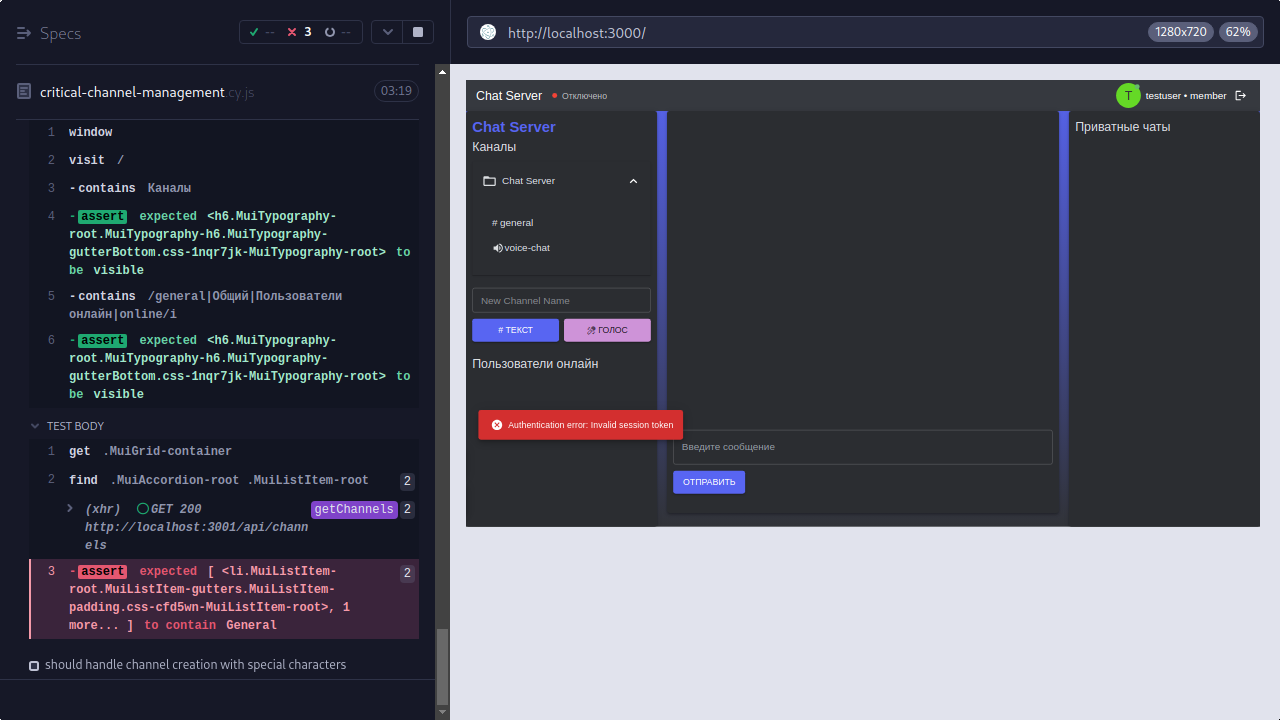 Specs
-- 3 --
http://localhost:3000/
1280x720
62%
critical-channel-management.cy.js
03:19
1 window
2 visit /
3 -contains Каналы
4 -assert expected <h6.MuiTypography-
root.MuiTypography-h6.MuiTypography-
gutterBottom.css-1nqr7jk-MuiTypography-root> to
be visible
5 -contains /general|Общий|Пользователи
онлайн|online/i
6 -assert expected <h6.MuiTypography-
root.MuiTypography-h6.MuiTypography-
gutterBottom.css-1nqr7jk-MuiTypography-root> to
be visible
TEST BODY
1 get .MuiGrid-container
2 find .MuiAccordion-root .MuiListItem-root 2
(xhr) GET 200 getChannels 2
http://localhost:3001/api/chann
els
3 -assert expected [ <li.MuiListItem- 2
root.MuiListItem-gutters.MuiListItem-
padding.css-cfd5wn-MuiListItem-root>, 1
more... ] to contain General
should handle channel creation with special characters
Chat Server
Отключено
T
testuser • member
Chat Server
Каналы
Chat Server
# general
voice-chat
New Channel Name
# ТЕКСТ
🎤 ГОЛОС
Пользователи онлайн
Authentication error: Invalid session token
Введите сообщение
ОТПРАВИТЬ
Приватные чаты